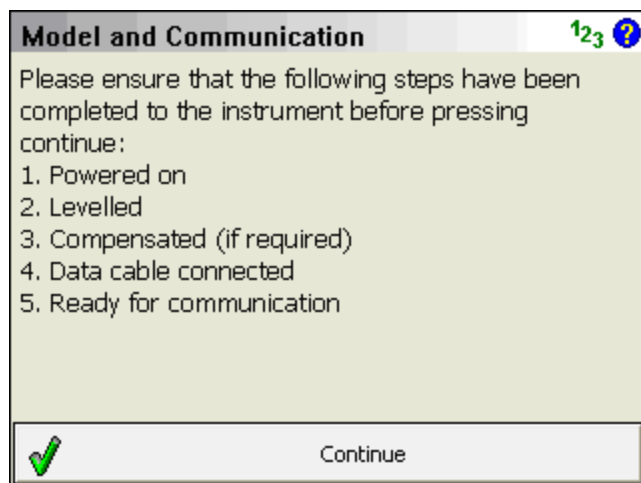 Model and Communication
123
?
Please ensure that the following steps have been
completed to the instrument before pressing
continue:
1. Powered on
2. Levelled
3. Compensated (if required)
4. Data cable connected
5. Ready for communication
Continue